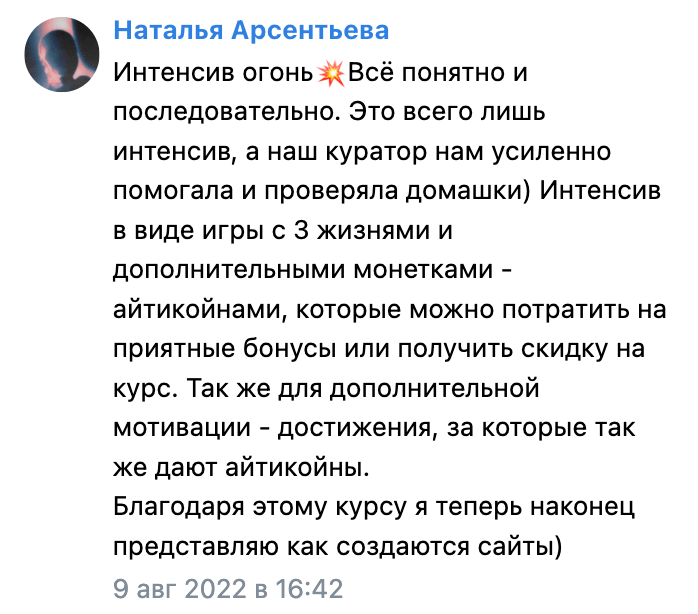 Наталья Арсентьева
Интенсив огонь💥Всё понятно и
последовательно. Это всего лишь
интенсив, а наш куратор нам усиленно
помогала и проверяла домашки) Интенсив
в виде игры с 3 жизнями и
дополнительными монетками -
айтикойнами, которые можно потратить на
приятные бонусы или получить скидку на
курс. Так же для дополнительной
мотивации - достижения, за которые так
же дают айтикойны.
Благодаря этому курсу я теперь наконец
представляю как создаются сайты)
9 авг 2022 в 16:42